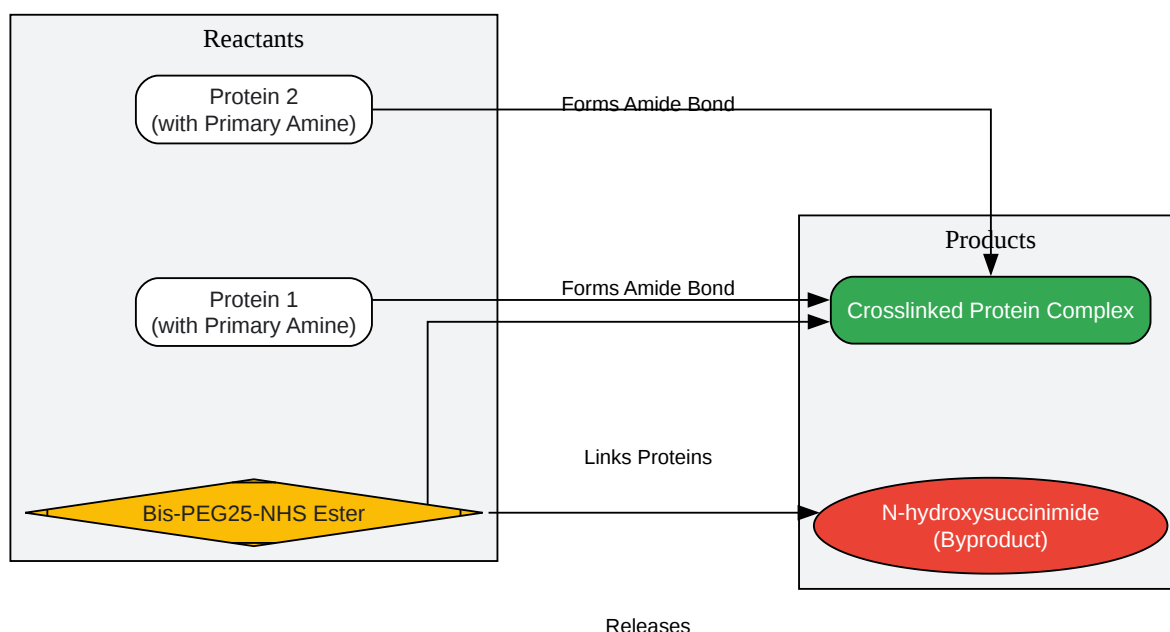 Reactants
Protein 2
(with Primary Amine)
Forms Amide Bond
Products
Protein 1
(with Primary Amine)
Forms Amide Bond
Crosslinked Protein Complex
Links Proteins
Bis-PEG25-NHS Ester
N-hydroxysuccinimide
(Byproduct)
Releases